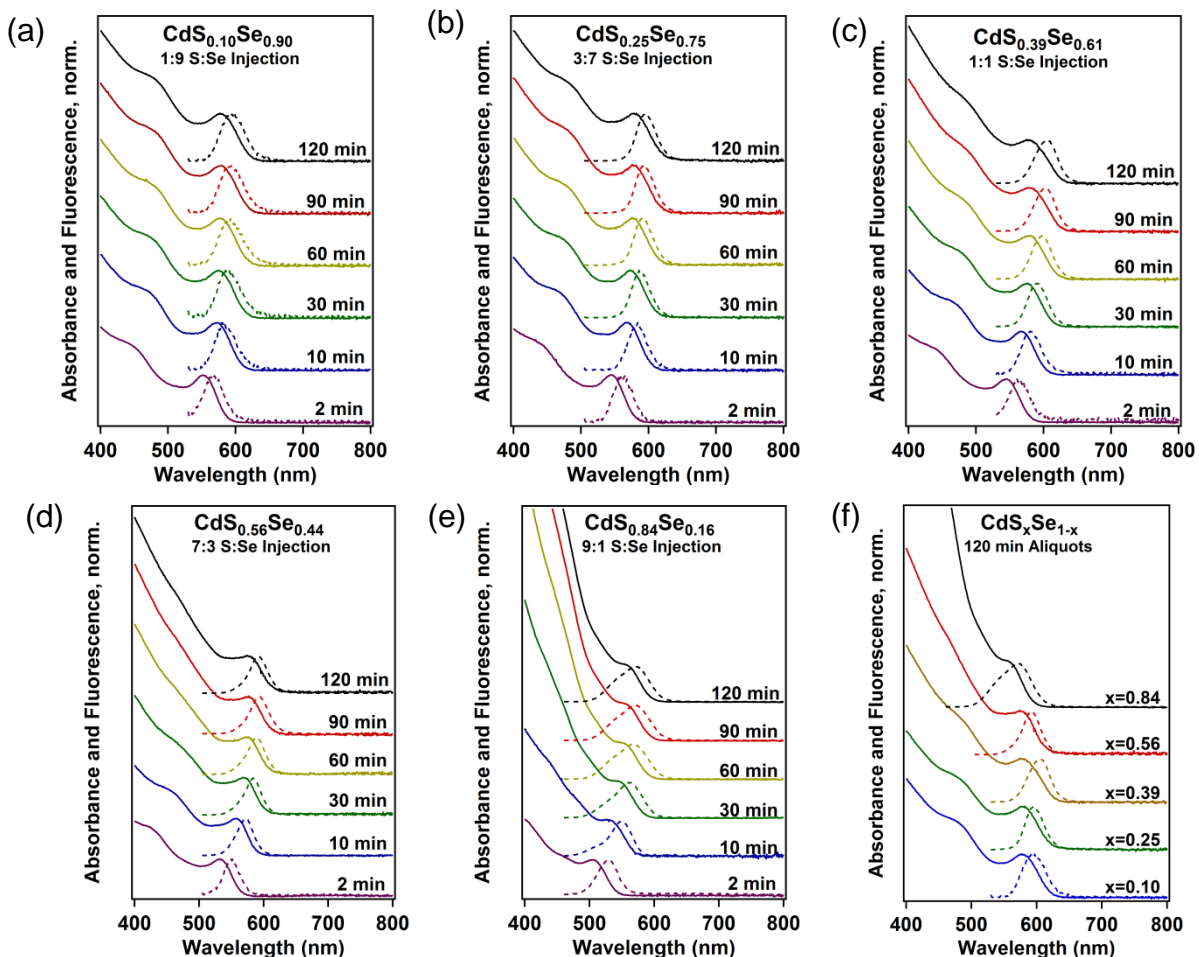 (a)
CdS0.10Se0.90
1:9 S:Se Injection
Absorbance and Fluorescence, norm.
120 min
90 min
60 min
30 min
10 min
2 min
400 500 600 700 800
Wavelength (nm)
(b)
CdS0.25Se0.75
3:7 S:Se Injection
Absorbance and Fluorescence, norm.
120 min
90 min
60 min
30 min
10 min
2 min
400 500 600 700 800
Wavelength (nm)
(c)
CdS0.39Se0.61
1:1 S:Se Injection
Absorbance and Fluorescence, norm.
120 min
90 min
60 min
30 min
10 min
2 min
400 500 600 700 800
Wavelength (nm)
(d)
CdS0.56Se0.44
7:3 S:Se Injection
Absorbance and Fluorescence, norm.
120 min
90 min
60 min
30 min
10 min
2 min
400 500 600 700 800
Wavelength (nm)
(e)
CdS0.84Se0.16
9:1 S:Se Injection
Absorbance and Fluorescence, norm.
120 min
90 min
60 min
30 min
10 min
2 min
400 500 600 700 800
Wavelength (nm)
(f)
CdSxSe1-x
120 min Aliquots
Absorbance and Fluorescence, norm.
x=0.84
x=0.56
x=0.39
x=0.25
x=0.10
400 500 600 700 800
Wavelength (nm)